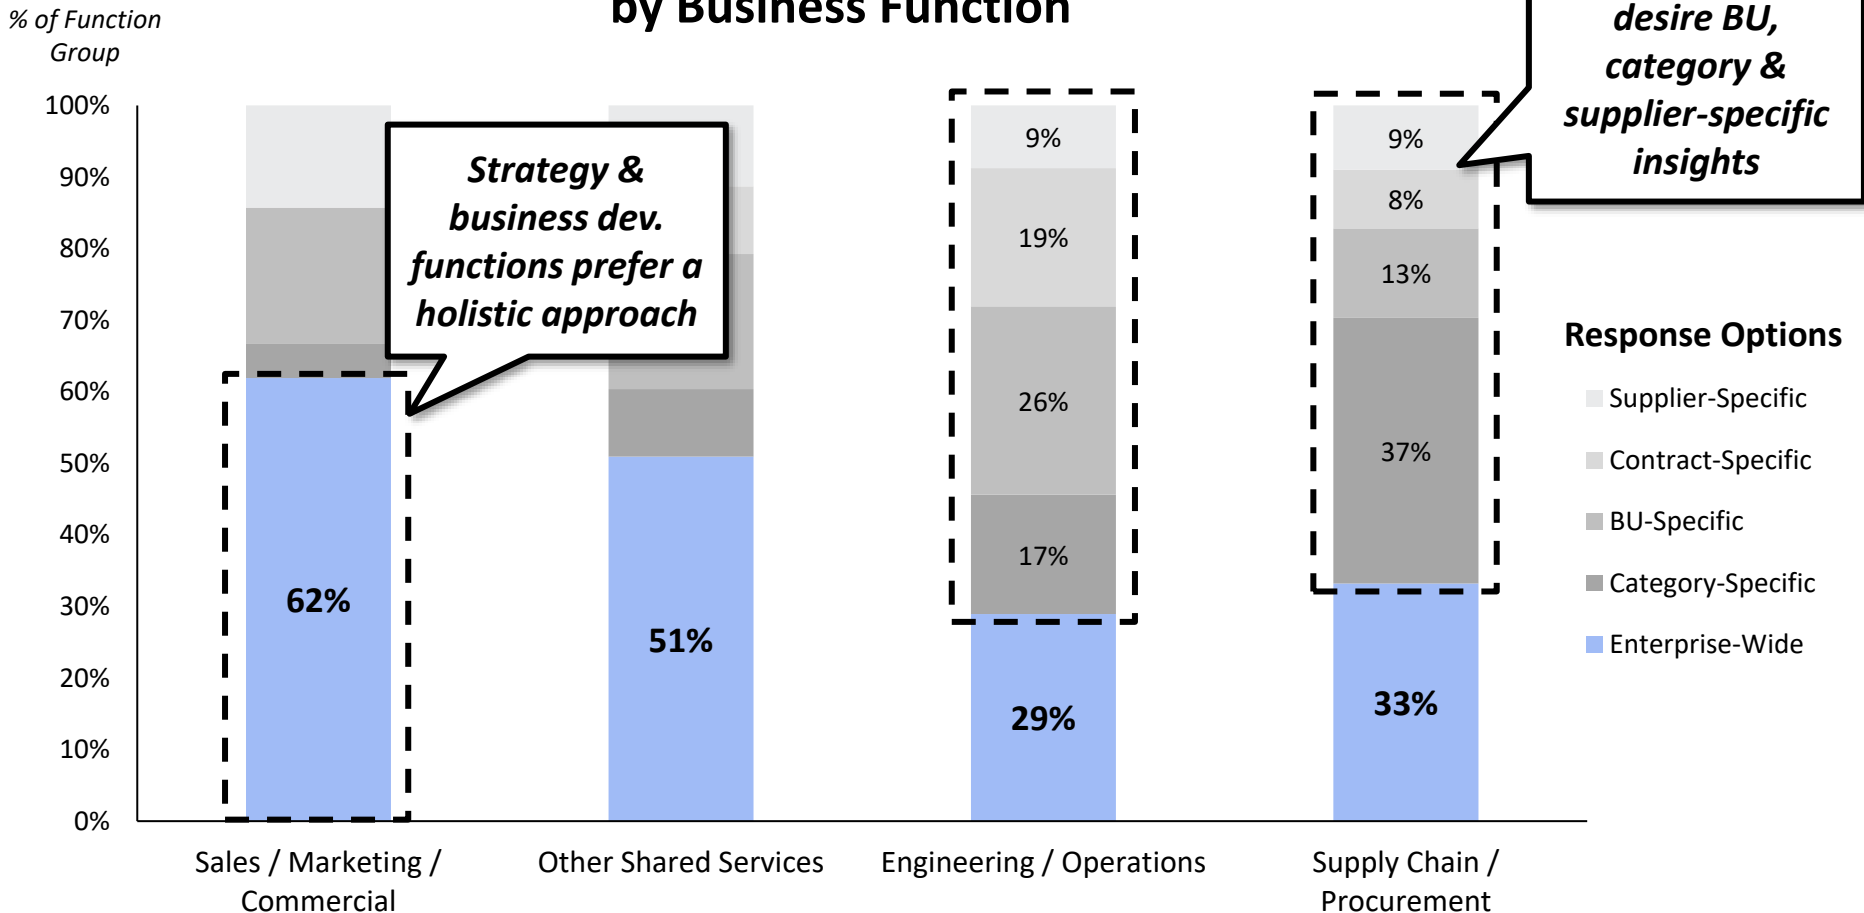 by Business Function
% of Function
Group
desire BU,
category &
supplier-specific
insights
100%
90%
80%
70%
60%
50%
40%
30%
20%
10%
0%
Strategy &
business dev.
functions prefer a
holistic approach
62%
51%
9%
19%
26%
17%
29%
9%
8%
13%
37%
33%
Response Options
Supplier-Specific
Contract-Specific
BU-Specific
Category-Specific
Enterprise-Wide
Sales / Marketing /
Commercial
Other Shared Services
Engineering / Operations
Supply Chain /
Procurement